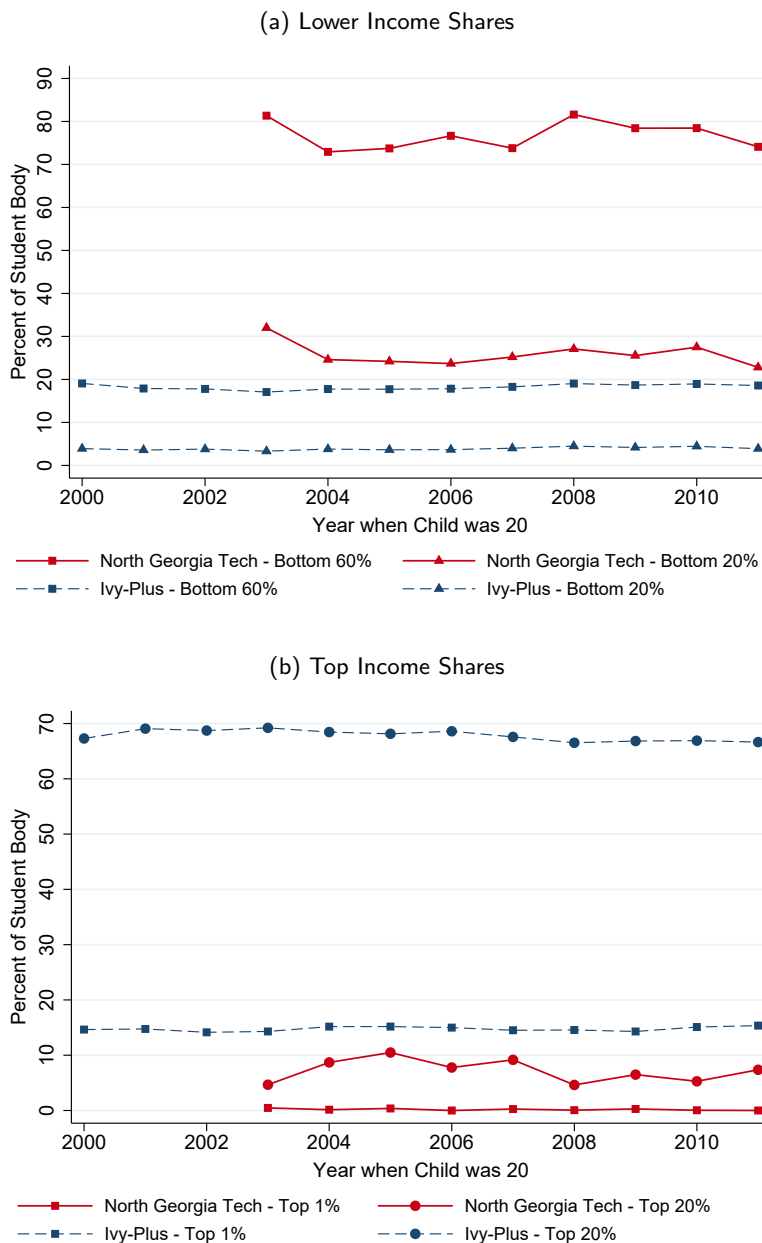 (a) Lower Income Shares
Percent of Student Body
90
80
70
60
50
40
30
20
10
0
2000 2002 2004 2006 2008 2010
Year when Child was 20
North Georgia Tech - Bottom 60% North Georgia Tech - Bottom 20%
Ivy-Plus - Bottom 60% Ivy-Plus - Bottom 20%
(b) Top Income Shares
Percent of Student Body
70
60
50
40
30
20
10
0
2000 2002 2004 2006 2008 2010
Year when Child was 20
North Georgia Tech - Top 1% North Georgia Tech - Top 20%
Ivy-Plus - Top 1% Ivy-Plus - Top 20%